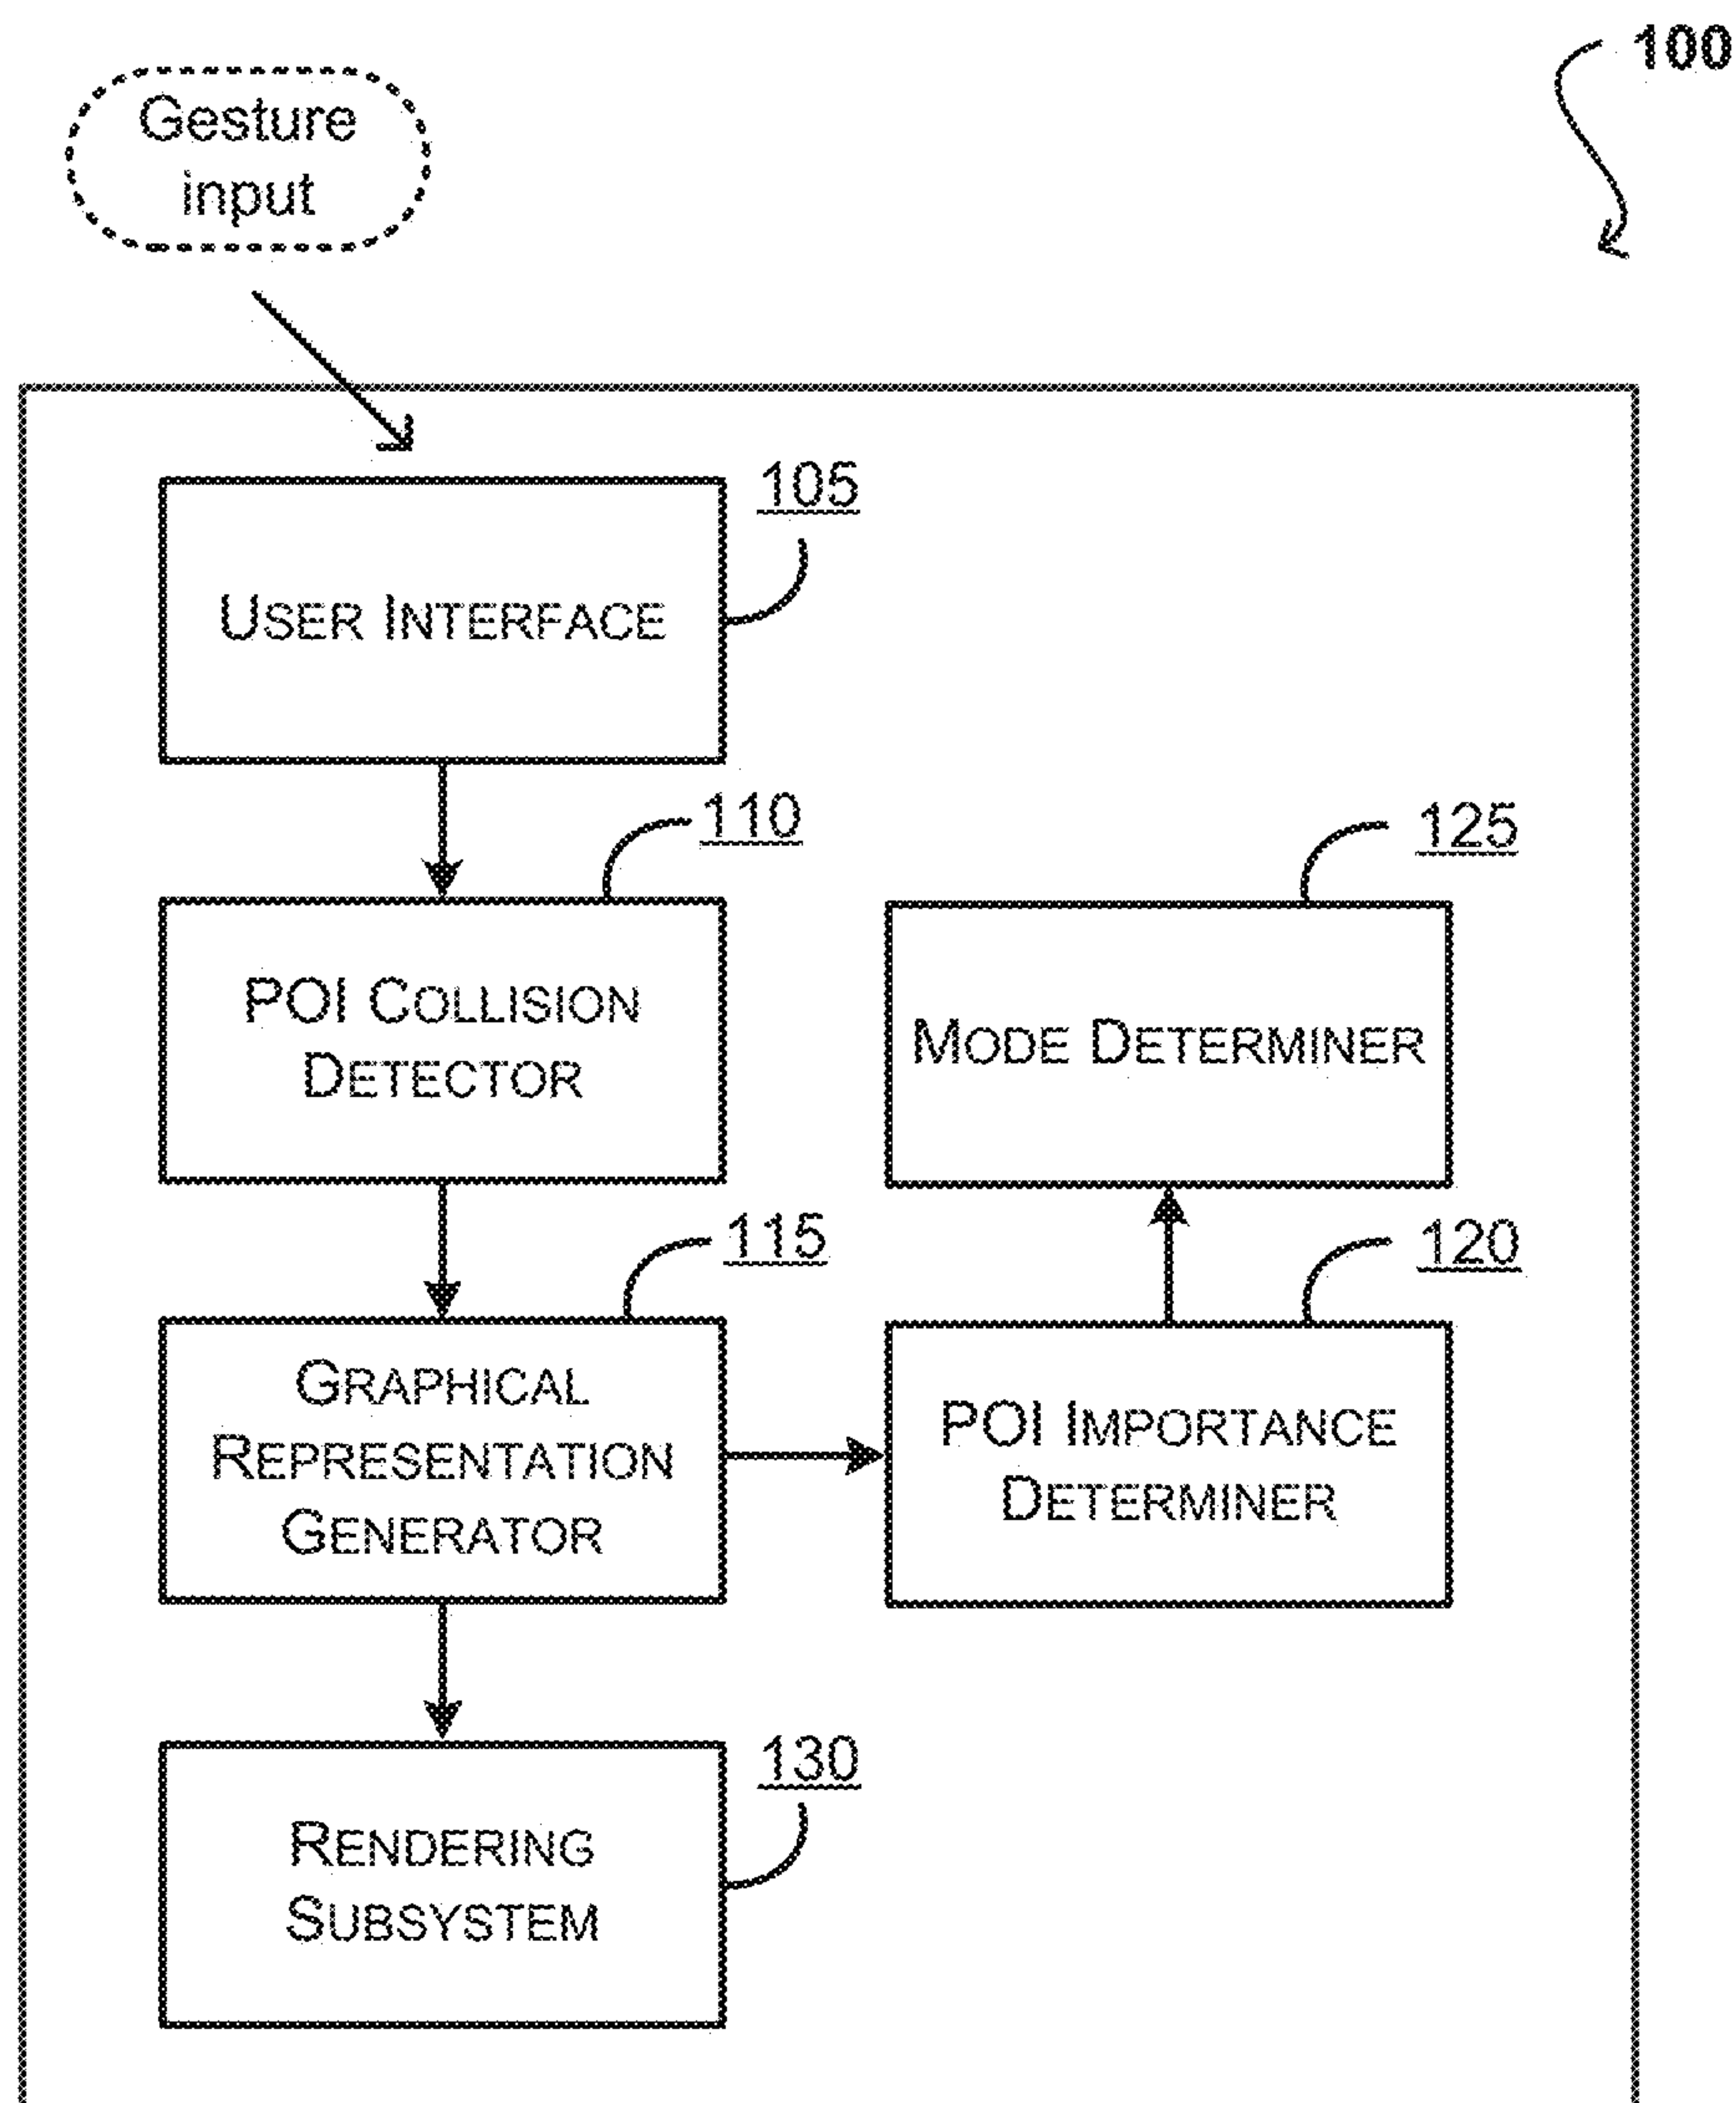 100
Gesture
input
105
USER INTERFACE
110
POI COLLISION
DETECTOR
125
MODE DETERMINER
115
GRAPHICAL
REPRESENTATION
GENERATOR
120
POI IMPORTANCE
DETERMINER
130
RENDERING
SUBSYSTEM